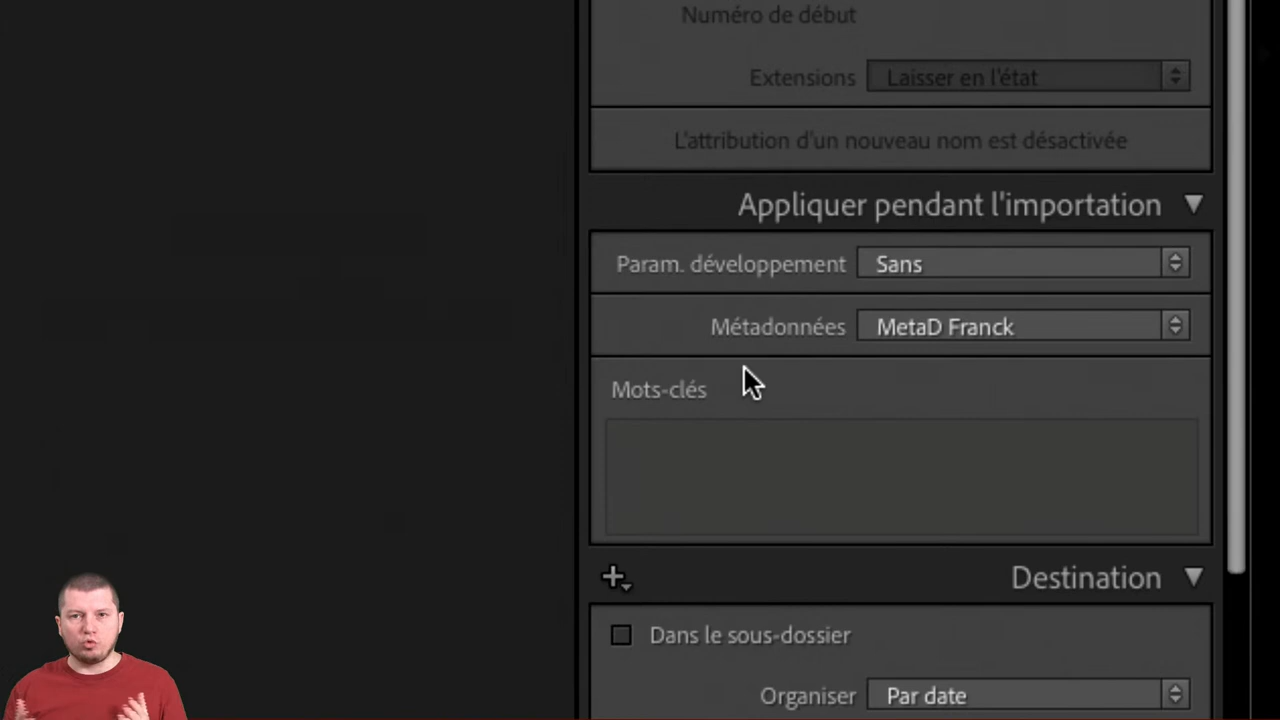 Numéro de début
Extensions Laisser en l'état
L'attribution d'un nouveau nom est désactivée
Appliquer pendant l'importation
Param. développement Sans
Métadonnées MetaD Franck
Mots-clés
Destination
Dans le sous-dossier
Organiser Par date